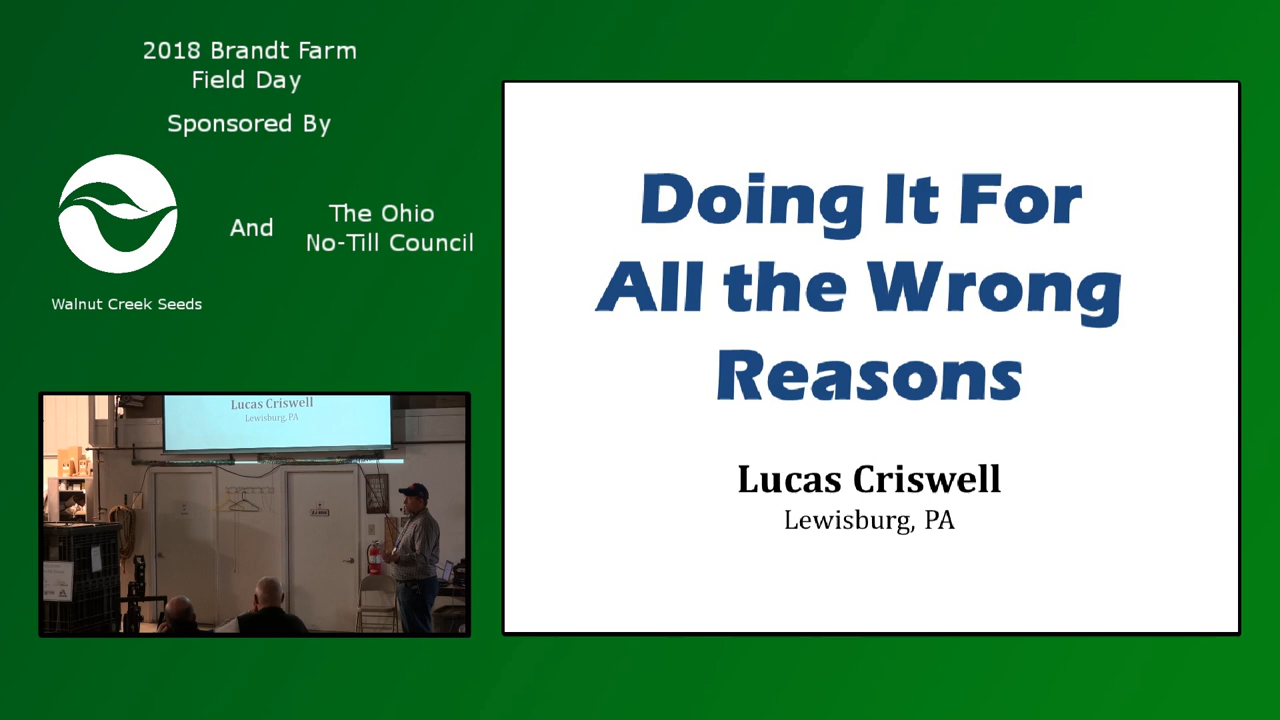 2018 Brandt Farm
Field Day
Sponsored By
And
The Ohio
No-Till Council
Walnut Creek Seeds
Doing It For
All the Wrong
Reasons
Lucas Criswell
Lewisburg, PA
Lucas Criswell
Lewisburg, PA